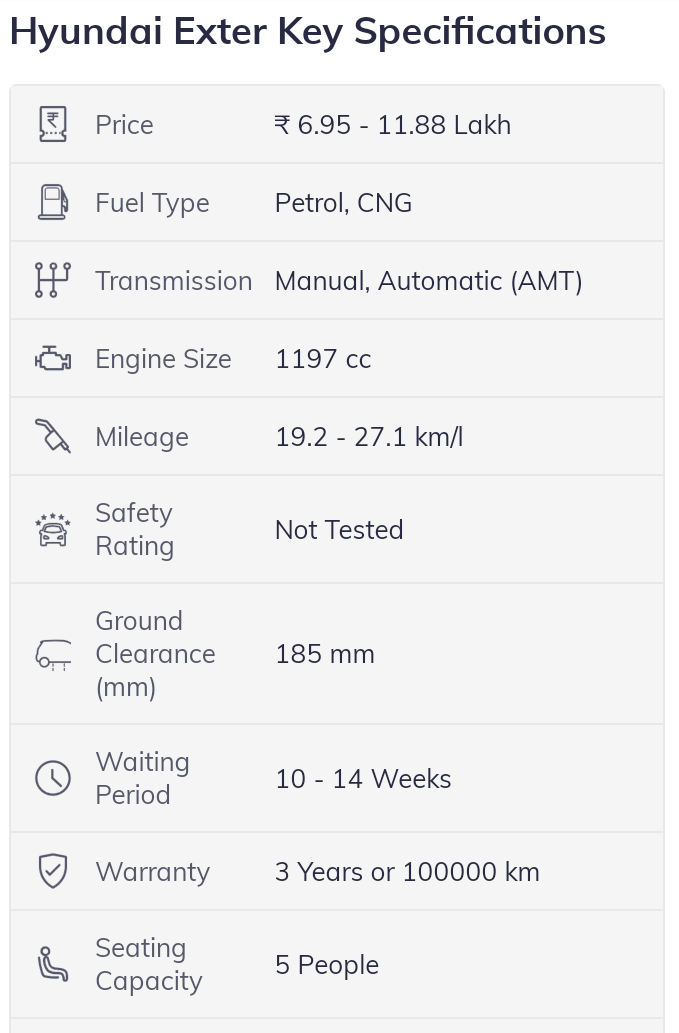 Hyundai Exter Key Specifications
Price ₹ 6.95 - 11.88 Lakh
Fuel Type Petrol, CNG
Transmission Manual, Automatic (AMT)
Engine Size 1197 cc
Mileage 19.2 - 27.1 km/l
Safety
Rating
Not Tested
Ground
Clearance
(mm)
185 mm
Waiting
Period
10 - 14 Weeks
Warranty 3 Years or 100000 km
Seating
Capacity
5 People